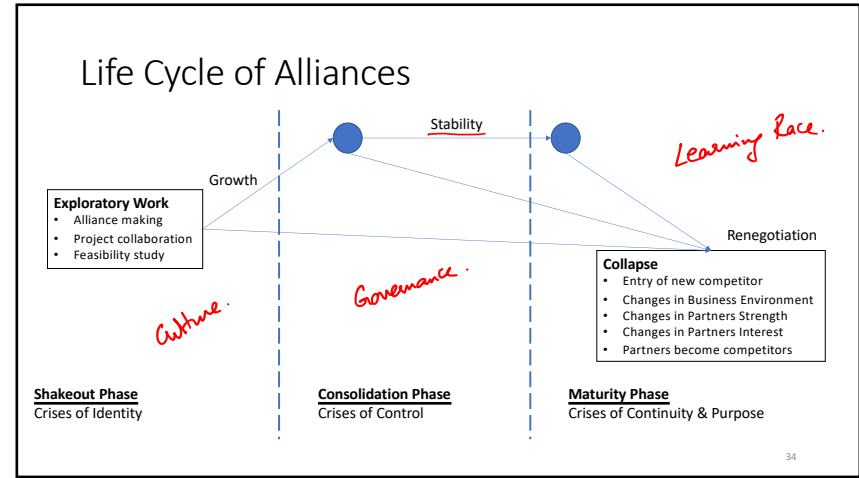 Life Cycle of Alliances
Stability
Learning Race.
Growth
Exploratory Work
• Alliance making
• Project collaboration
• Feasibility study
Renegotiation
Collapse
• Entry of new competitor
• Changes in Business Environment
• Changes in Partners Strength
• Changes in Partners Interest
• Partners become competitors
Culture.
Governance.
Shakeout Phase
Crises of Identity
Consolidation Phase
Crises of Control
Maturity Phase
Crises of Continuity & Purpose
34